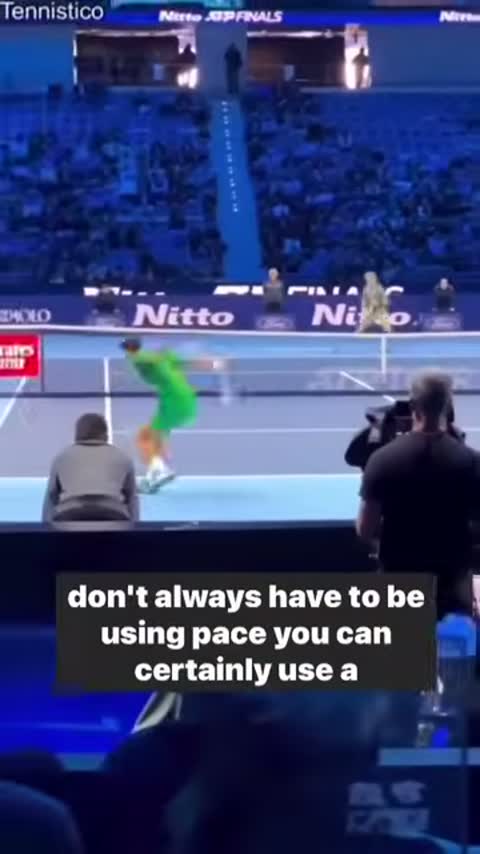 Tennistico
Nitto ATP FINALS
Nitto
Nitto
Nitto
don't always have to be
using pace you can
certainly use a